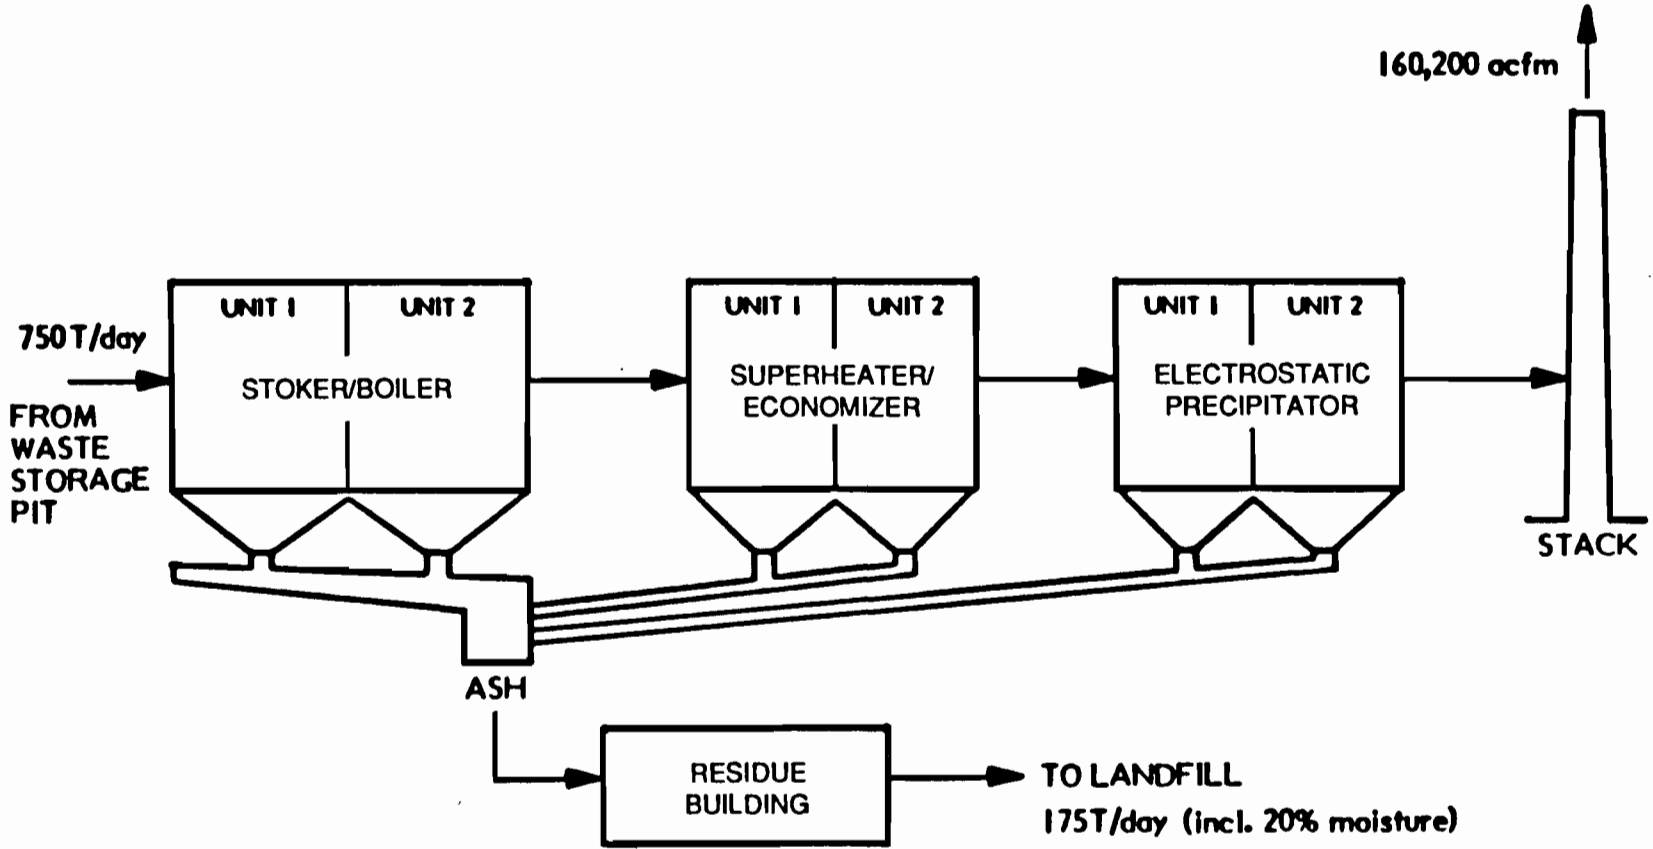 160,200 acfm
UNIT 1
UNIT 2
STOKER/BOILER
UNIT 1
UNIT 2
SUPERHEATER/
ECONOMIZER
UNIT 1
UNIT 2
ELECTROSTATIC
PRECIPITATOR
750 T/day
FROM
WASTE
STORAGE
PIT
STACK
ASH
RESIDUE
BUILDING
TO LANDFILL
175T/day (incl. 20% moisture)